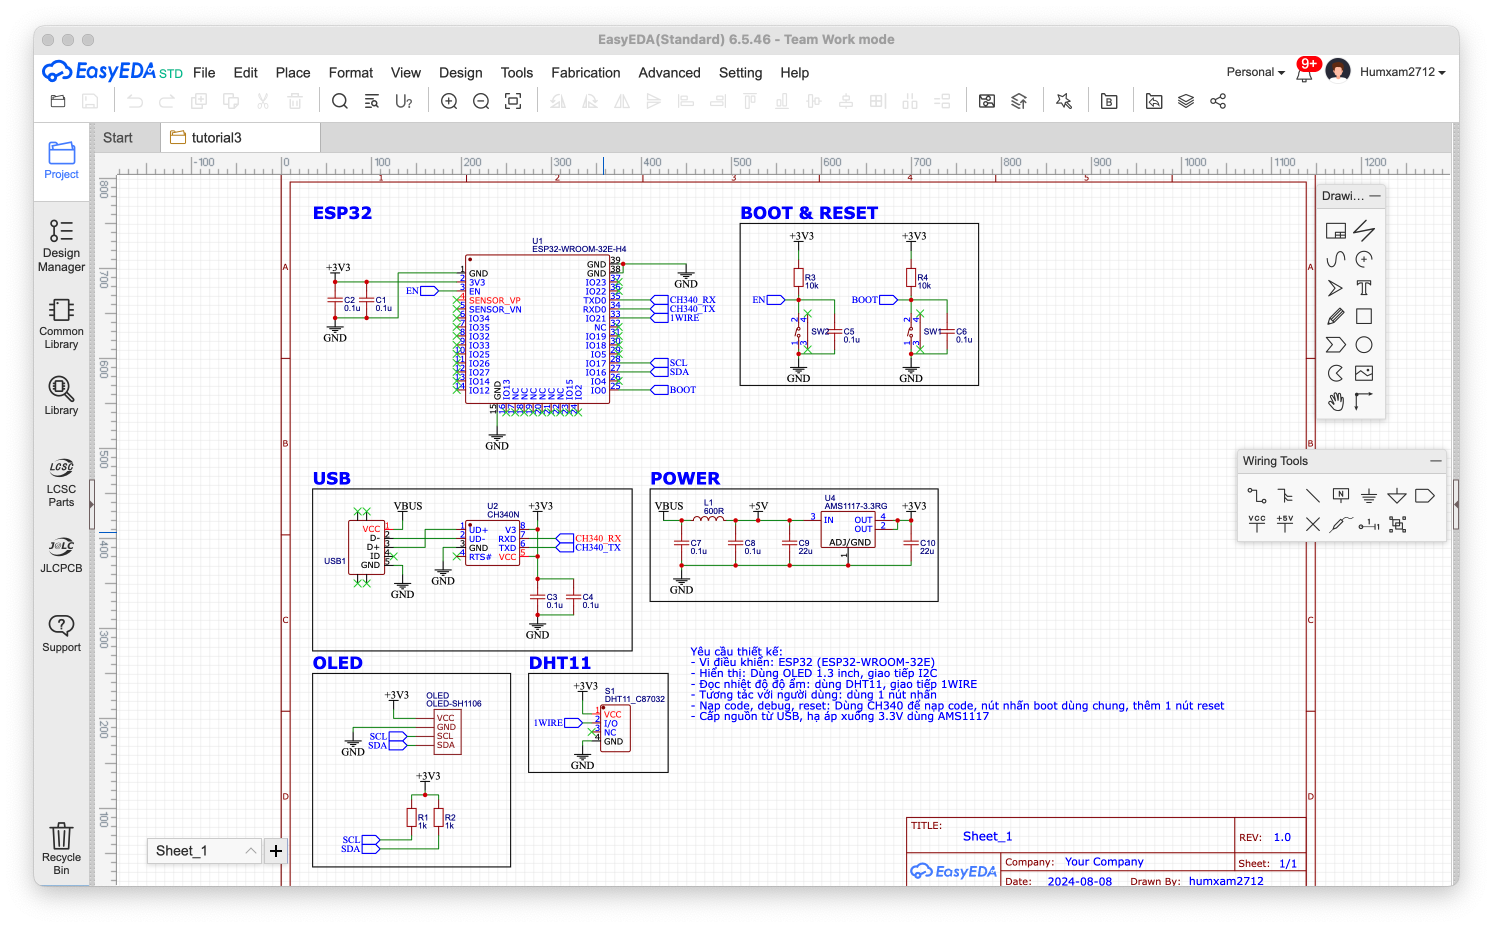 EasyEDA(Standard) 6.5.46 - Team Work mode
EasyEDA STD File Edit Place Format View Design Tools Fabrication Advanced Setting Help
Personal 9+ Humxam2712
Start tutorial3
Project
Design Manager
Common Library
Library
LCSC Parts
JLCPCB
Support
Recycle Bin
-100 0 100 200 300 400 500 600 700 800 900 1000 1100 1200
800 700 600 500 400 300 200 100
1 2 3 4 5
A B C D
A B C D
Drawi...
Wiring Tools
ESP32
+3V3
C2 0.1u
C1 0.1u
GND
EN
U1
ESP32-WROOM-32E-H4
GND
3V3
EN
SENSOR_VP
SENSOR_VN
IO34
IO35
IO32
IO33
IO25
IO26
IO27
IO14
IO12
GND IO13 NC NC NC NC NC NC IO15 IO2
GND
GND
IO23
IO22
TXD0
RXD0
IO21
NC
IO19
IO18
IO5
IO17
IO16
IO4
IO0
GND
CH340_RX
CH340_TX
1WIRE
SCL
SDA
BOOT
GND
BOOT & RESET
+3V3
R3
10k
EN
SW2
C5
0.1u
GND
+3V3
R4
10k
BOOT
SW1
C6
0.1u
GND
USB
VBUS
VCC
D-
D+
ID
GND
USB1
GND
U2
CH340N
UD+
UD-
GND
RTS#
V3
RXD
TXD
VCC
GND
+3V3
CH340_RX
CH340_TX
C3
0.1u
C4
0.1u
GND
POWER
VBUS
L1
600R
+5V
U4
AMS1117-3.3RG
IN
OUT
OUT
ADJ/GND
+3V3
C7
0.1u
C8
0.1u
C9
22u
C10
22u
GND
OLED
+3V3
OLED
OLED-SH1106
VCC
GND
SCL
SDA
GND
SCL
SDA
+3V3
R1
1k
R2
1k
SCL
SDA
DHT11
+3V3
S1
DHT11_C87032
VCC
I/O
NC
GND
1WIRE
GND
Yêu cầu thiết kế:
- Vi điều khiển: ESP32 (ESP32-WROOM-32E)
- Hiển thị: Dùng OLED 1.3 inch, giao tiếp I2C
- Đọc nhiệt độ độ ẩm: dùng DHT11, giao tiếp 1WIRE
- Tương tác với người dùng: dùng 1 nút nhấn
- Nạp code, debug, reset: Dùng CH340 để nạp code, nút nhấn boot dùng chung, thêm 1 nút reset
- Cấp nguồn từ USB, hạ áp xuống 3.3V dùng AMS1117
TITLE:
Sheet_1
REV: 1.0
EasyEDA
Company: Your Company
Sheet: 1/1
Date: 2024-08-08 Drawn By: humxam2712
Sheet_1